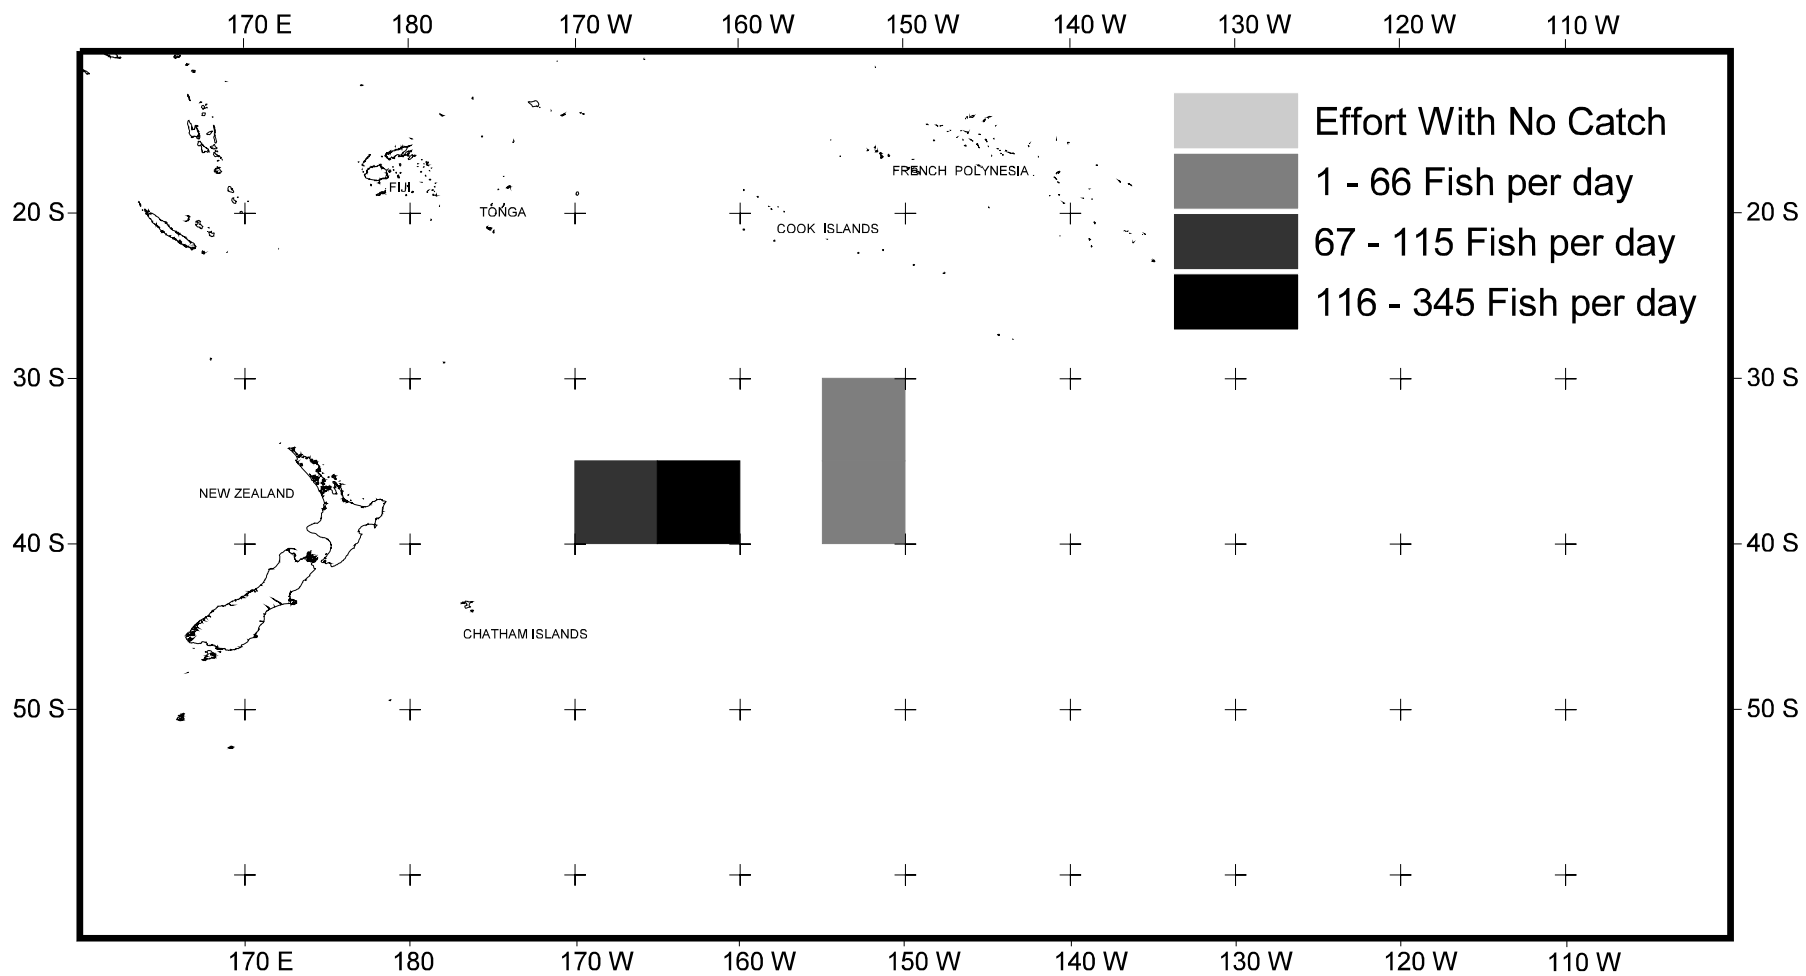 170 E 180 170 W 160 W 150 W 140 W 130 W 120 W 110 W
Effort With No Catch
1 - 66 Fish per day
67 - 115 Fish per day
116 - 345 Fish per day
FRENCH POLYNESIA
FIJI
TONGA
COOK ISLANDS
20 S 20 S
30 S 30 S
NEW ZEALAND
40 S 40 S
CHATHAM ISLANDS
50 S 50 S
170 E 180 170 W 160 W 150 W 140 W 130 W 120 W 110 W